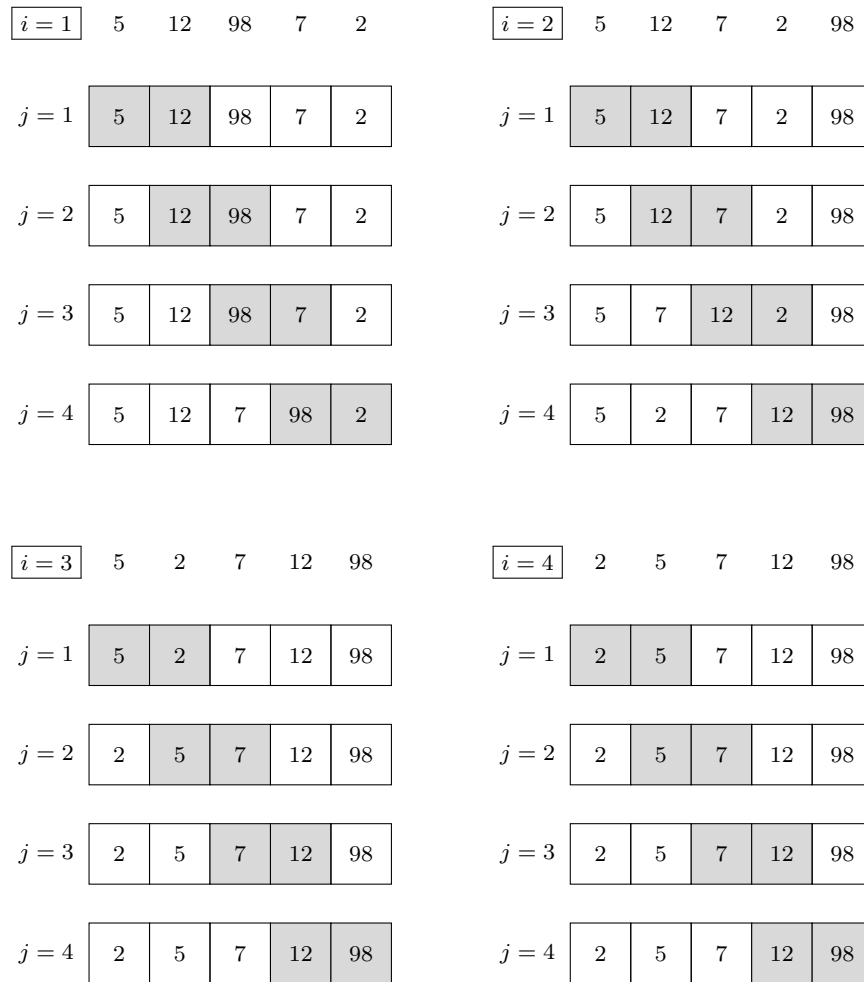 i = 1 5 12 98 7 2
j = 1 5 12 98 7 2
j = 2 5 12 98 7 2
j = 3 5 12 98 7 2
j = 4 5 12 7 98 2
i = 2 5 12 7 2 98
j = 1 5 12 7 2 98
j = 2 5 12 7 2 98
j = 3 5 7 12 2 98
j = 4 5 2 7 12 98
i = 3 5 2 7 12 98
j = 1 5 2 7 12 98
j = 2 2 5 7 12 98
j = 3 2 5 7 12 98
j = 4 2 5 7 12 98
i = 4 2 5 7 12 98
j = 1 2 5 7 12 98
j = 2 2 5 7 12 98
j = 3 2 5 7 12 98
j = 4 2 5 7 12 98